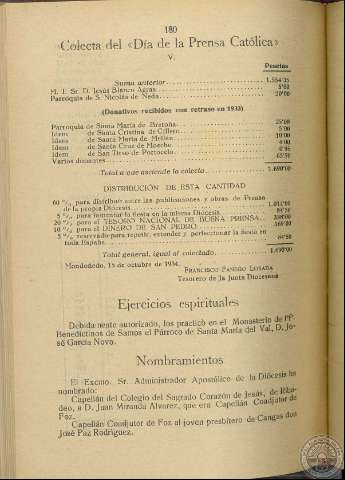 180
«Colecta del «Día de la Prensa Católica»
V.
Pesetas
Suma anterior
M. I. Sr. D. Jesús Blanco
Parroquia de S. Nicolás de Neda 20'00
(Donativos recibidos con retraso en 1933)
Parroquia de Santa María de Bretoña 25'00
Idem de Santa Cristina de Cillero
Idem de Santa María de Mellán
Idem de Santa Cruz de Moeche
Idem de San Tirso de Portocelo
Varios donantes
Total a que asciende la colecta
DISTRIBUCIÓN DE ESTA CANTIDAD
60 % para distribuir entre las publicaciones y obras de Prensa
de la propia Diócesis
5 % para fomentar la fiesta en la misma Diócesis
20 % para el TESORO NACIONAL DE BUENA PRENSA
10 % para el DINERO DE SAN PEDRO
5 % reservado para repetir, extender y perfeccionar la fiesta en
toda España 84'50
Total general, igual al colectado
Mondoñedo, 15 de octubre de 1934.
FRANCISCO
Tesorero de la Junta Diocesana
Ejercicios espirituales
Debidamente autorizado, los practicó en el Monasterio de PP.
Benedictinos de Samos el Párroco de Santa María del Val, D. Jo-
sé García Novo.
Nombramientos
El Excmo. Sr. Administrador Apostólico de la Diócesis ha
nombrado:
Capellán del Colegio del Sagrado Corazón de Jesús, de Riba-
deo, a D. Juan Miranda Alvarez, que era Capellán Coadjutor de
Foz.
Capellán Coadjutor de Foz al joven presbítero de Cangas don
José Paz Rodríguez.